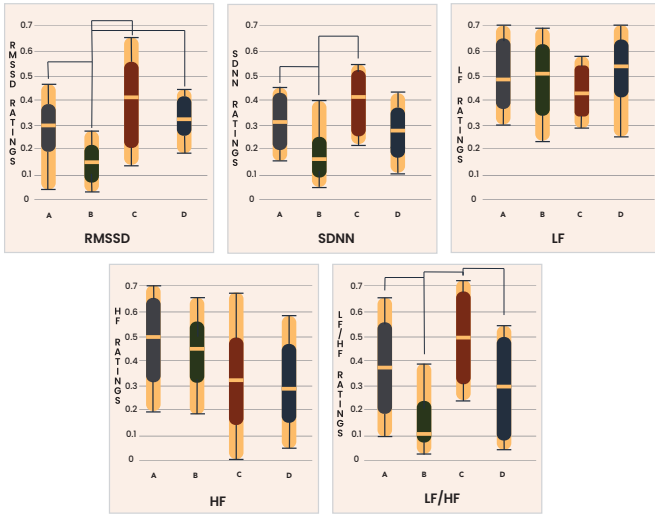 RMSSD RATINGS
0.7
0.6
0.5
0.4
0.3
0.2
0.1
0
A B C D
RMSSD
SDNN RATINGS
0.7
0.6
0.5
0.4
0.3
0.2
0.1
0
A B C D
SDNN
LF RATINGS
0.7
0.6
0.5
0.4
0.3
0.2
0.1
0
A B C D
LF
HF RATINGS
0.7
0.6
0.5
0.4
0.3
0.2
0.1
0
A B C D
HF
LF/HF RATINGS
0.7
0.6
0.5
0.4
0.3
0.2
0.1
0
A B C D
LF/HF